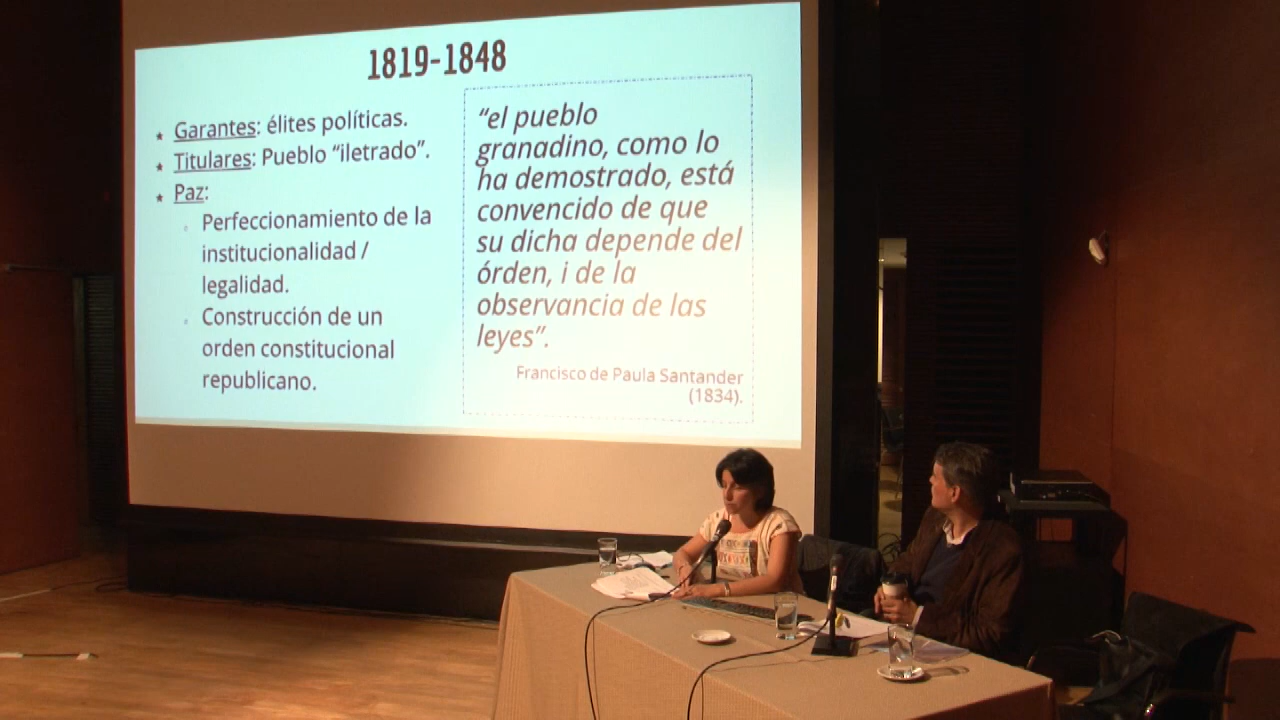 1819-1848
★ Garantes: élites políticas.
★ Titulares: Pueblo “iletrado”.
★ Paz:
Perfeccionamiento de la
institucionalidad /
legalidad.
Construcción de un
orden constitucional
republicano.
“el pueblo
granadino, como lo
ha demostrado, está
convencido de que
su dicha depende del
órden, i de la
observancia de las
leyes”.
Francisco de Paula Santander
(1834).